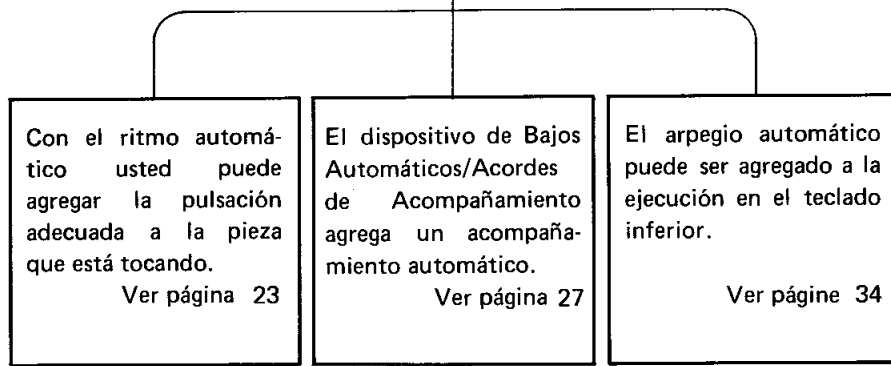 Con el ritmo automá-
tico usted puede
agregar la pulsación
adecuada a la pieza
que está tocando.
Ver página 23
El dispositivo de Bajos
Automáticos/Acordes
de Acompañamiento
agrega un acompaña-
miento automático.
Ver página 27
El arpegio automático
puede ser agregado a la
ejecución en el teclado
inferior.
Ver págine 34